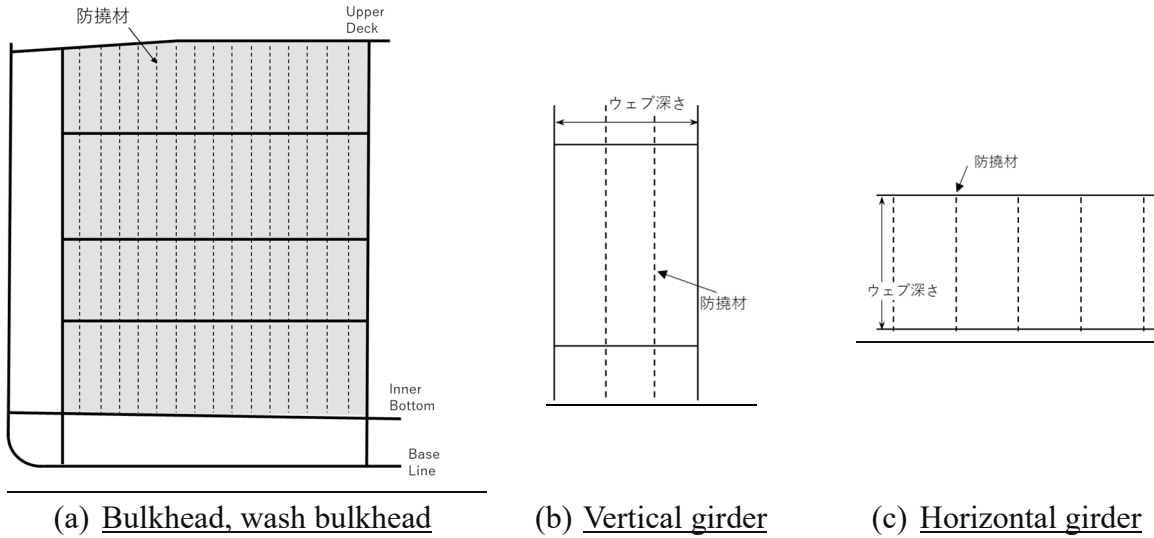 防撓材
Upper
Deck
Inner
Bottom
Base
Line
(a) Bulkhead, wash bulkhead
ウェブ深さ
防撓材
(b) Vertical girder
防撓材
ウェブ深さ
(c) Horizontal girder